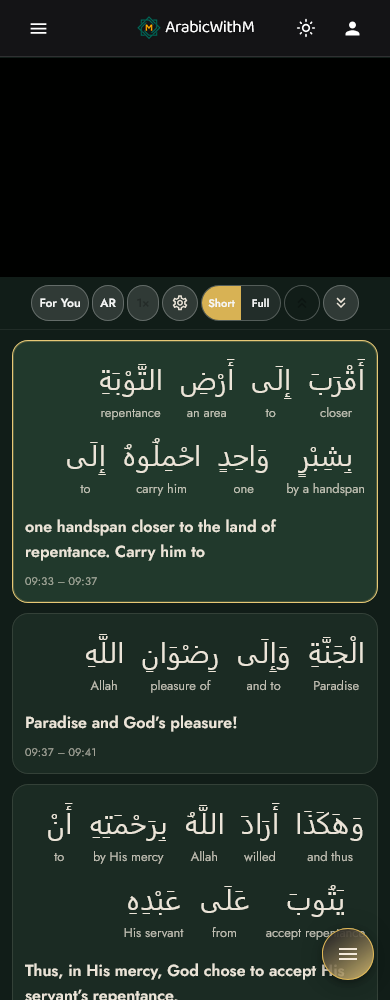 ArabicWithM
For You AR 1x Short Full
أَقْرَبَ إِلَى أَرْضِ التَّوْبَةِ
closer to an area repentance
بِشِبْرٍ وَاحِدٍ احْمِلُوهُ إِلَى
by a handspan one carry him to
one handspan closer to the land of
repentance. Carry him to
09:33 – 09:37
الْجَنَّةِ وَإِلَى رِضْوَانِ اللَّهِ
Paradise and to pleasure of Allah
Paradise and God's pleasure!
09:37 – 09:41
وَهَكَذَا أَرَادَ اللَّهُ بِرَحْمَتِهِ أَنْ
and thus willed Allah by His mercy to
يَتُوبَ عَلَى عَبْدِهِ
accept repentance from His servant
Thus, in His mercy, God chose to accept His
servant's repentance.